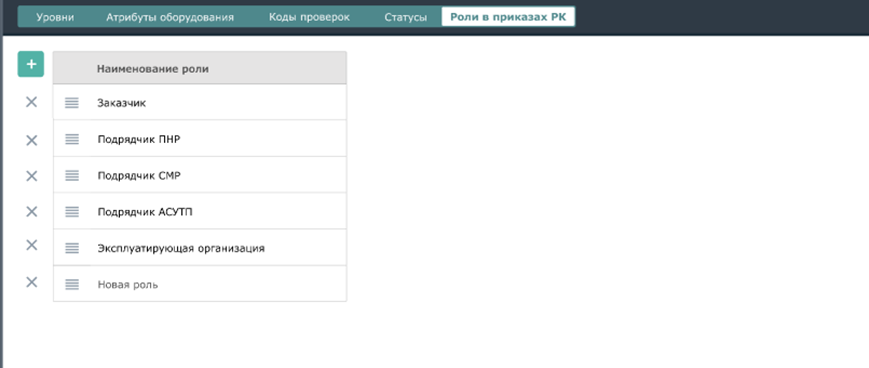 Уровни Атрибуты оборудования Коды проверок Статусы Роли в приказах РК
Наименование роли
Заказчик
Подрядчик ПНР
Подрядчик СМР
Подрядчик АСУТП
Эксплуатирующая организация
Новая роль